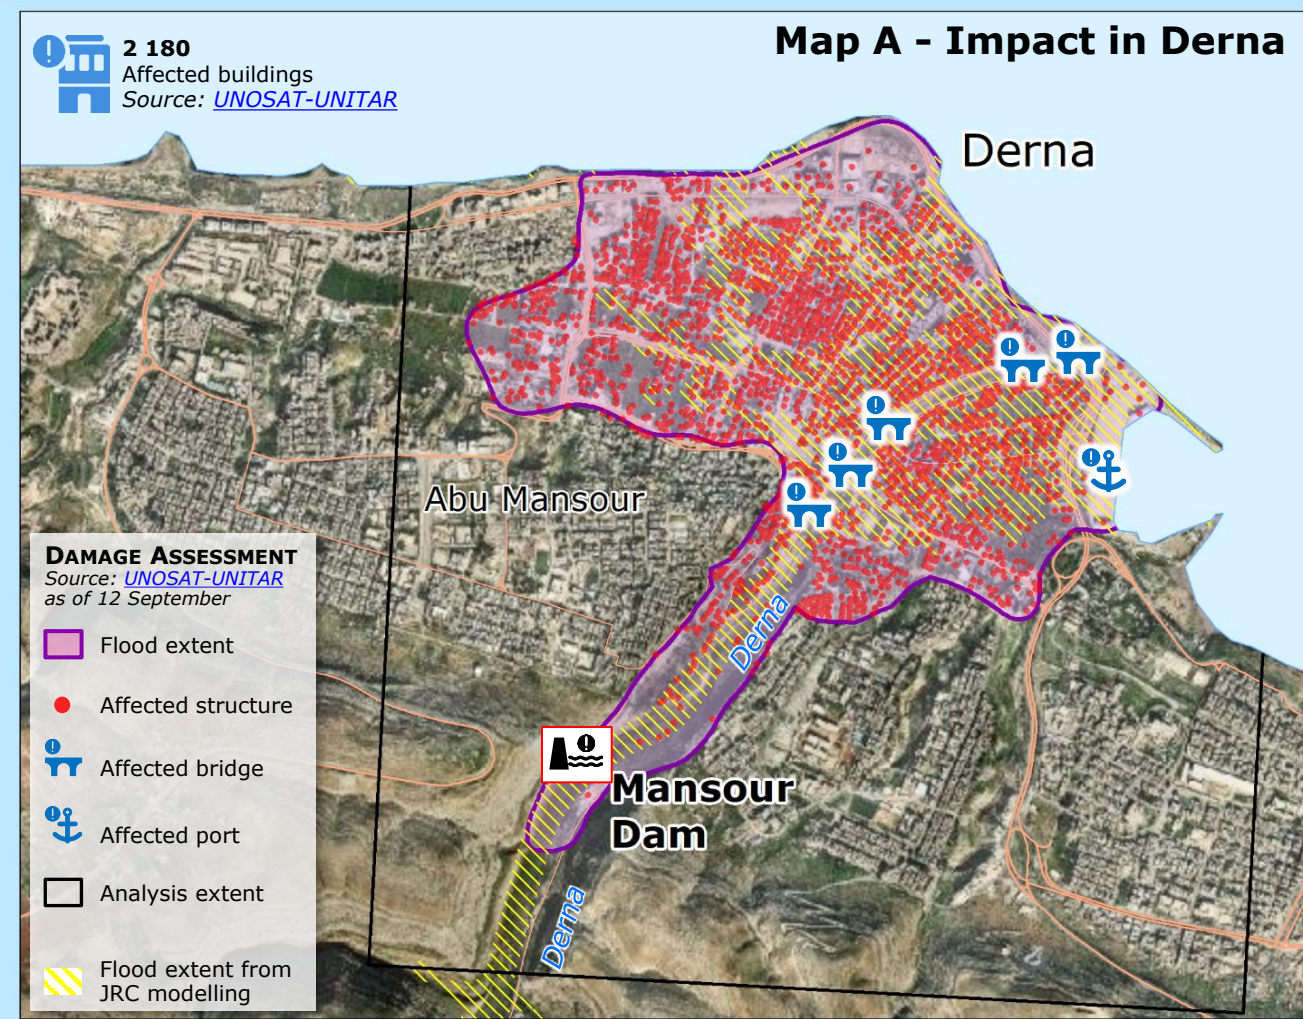 Map A - Impact in Derna
2 180
Affected buildings
Source: UNOSAT-UNITAR
Derna
Abu Mansour
Derna
Mansour
Dam
Derna
DAMAGE ASSESSMENT
Source: UNOSAT-UNITAR
as of 12 September
Flood extent
Affected structure
Affected bridge
Affected port
Analysis extent
Flood extent from
JRC modelling